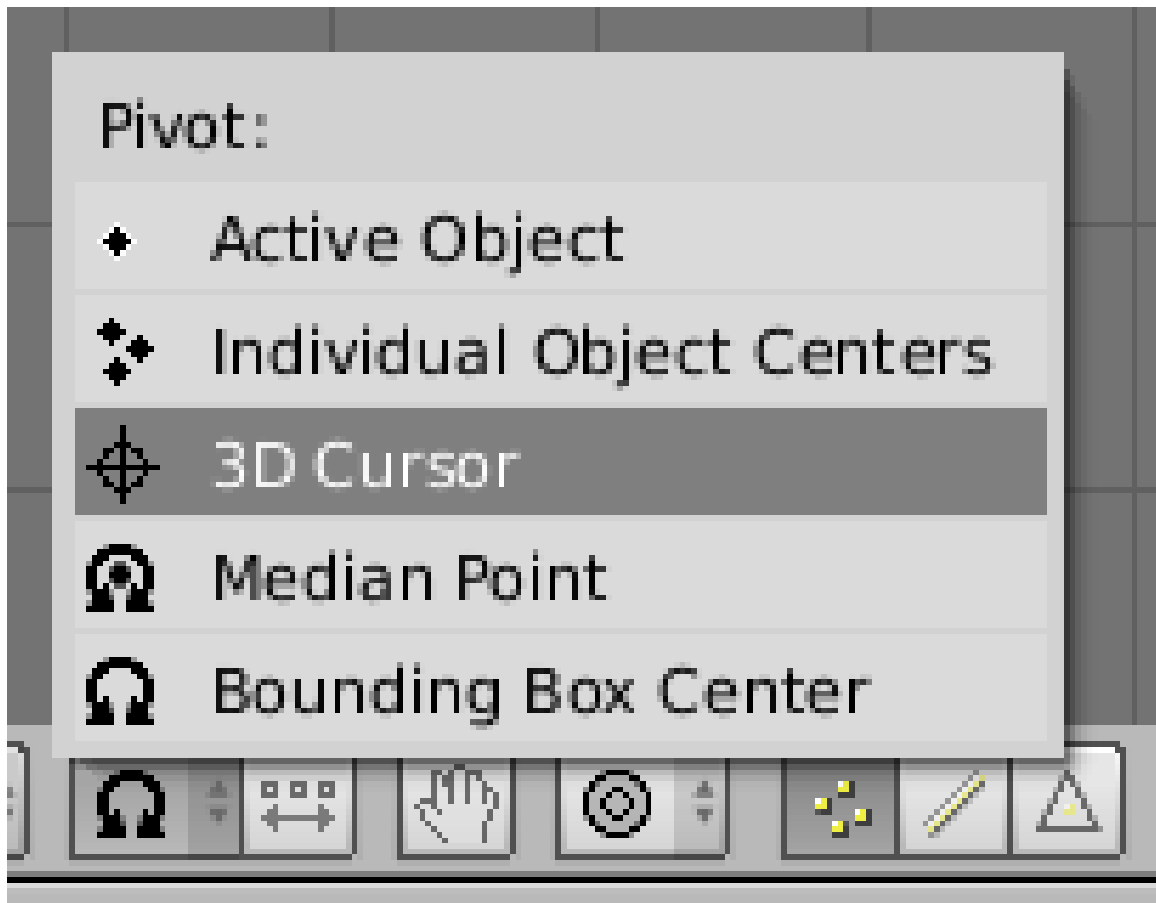 Pivot:
Active Object
Individual Object Centers
3D Cursor
Median Point
Bounding Box Center